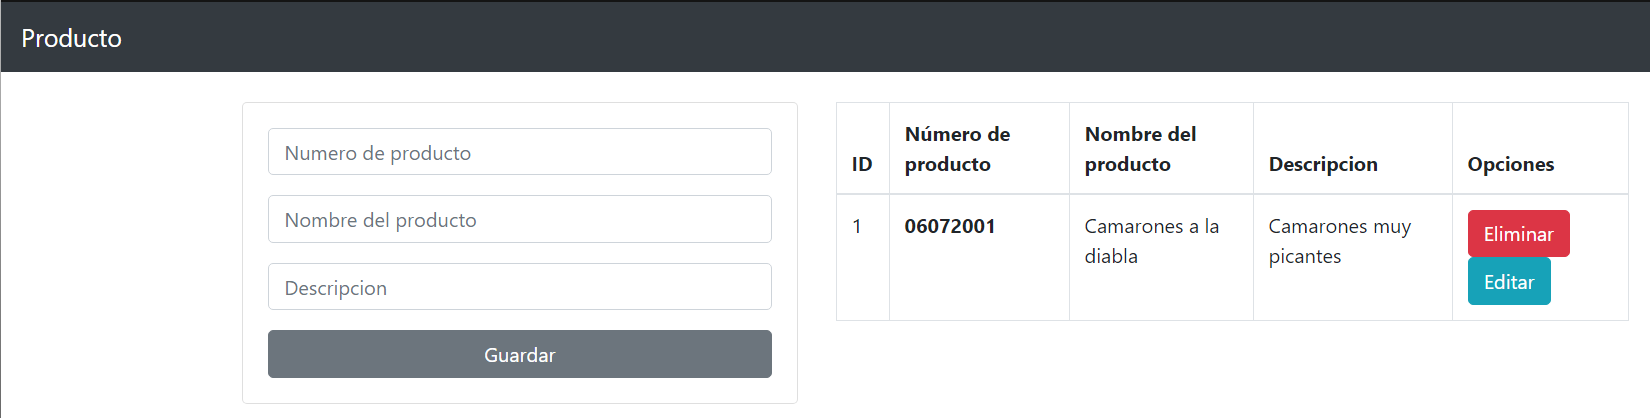 Producto
Numero de producto
Nombre del producto
Descripcion
Guardar
ID
Número de
producto
Nombre del
producto
Descripcion
Opciones
1
06072001
Camarones a la
diabla
Camarones muy
picantes
Eliminar
Editar